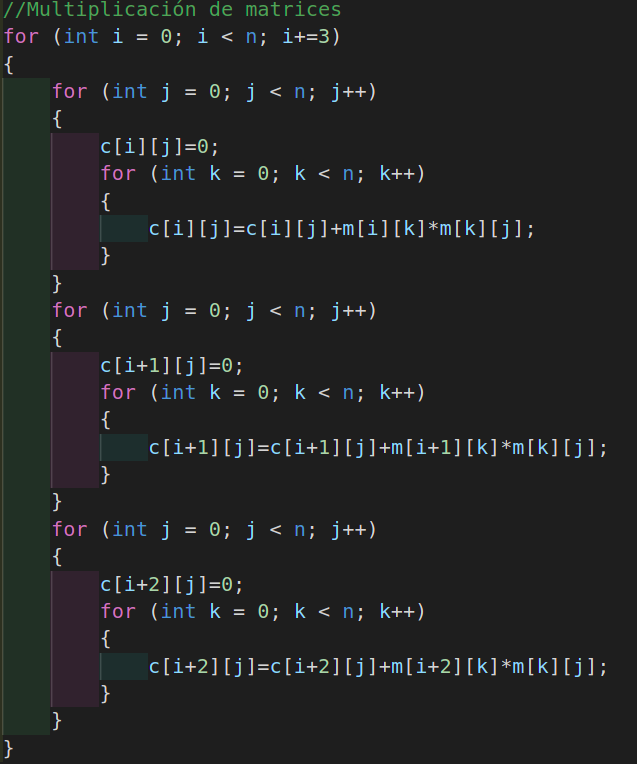 //Multiplicación de matrices
for (int i = 0; i < n; i+=3)
{
    for (int j = 0; j < n; j++)
    {
        c[i][j]=0;
        for (int k = 0; k < n; k++)
        {
            c[i][j]=c[i][j]+m[i][k]*m[k][j];
        }
    }
    for (int j = 0; j < n; j++)
    {
        c[i+1][j]=0;
        for (int k = 0; k < n; k++)
        {
            c[i+1][j]=c[i+1][j]+m[i+1][k]*m[k][j];
        }
    }
    for (int j = 0; j < n; j++)
    {
        c[i+2][j]=0;
        for (int k = 0; k < n; k++)
        {
            c[i+2][j]=c[i+2][j]+m[i+2][k]*m[k][j];
        }
    }
}